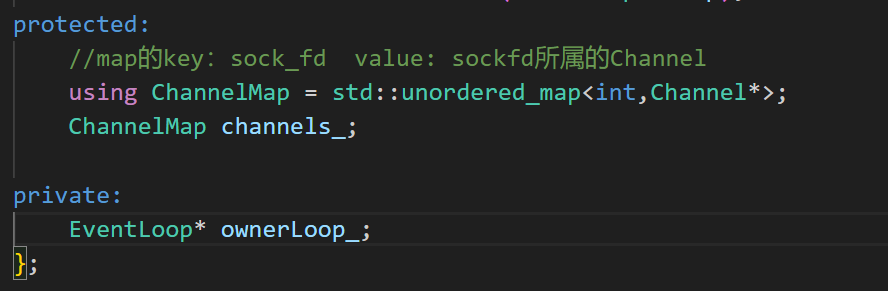 protected:
//map的key：sock_fd  value: sockfd所属的Channel
using ChannelMap = std::unordered_map<int,Channel*>;
ChannelMap channels_;
private:
EventLoop* ownerLoop_;
};